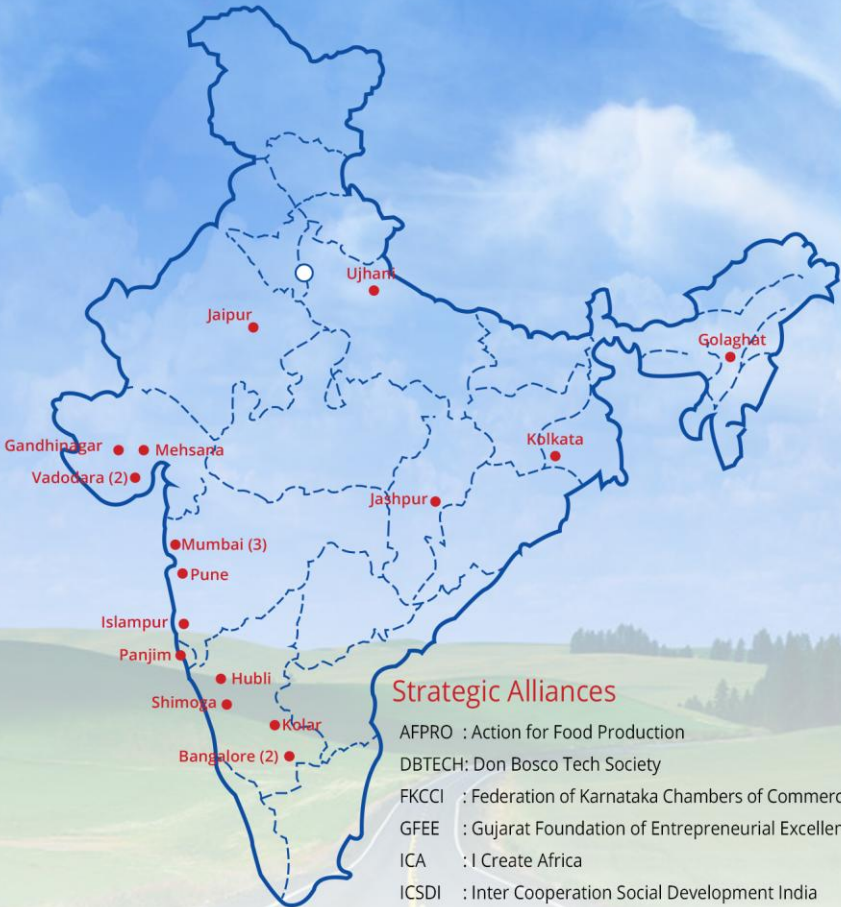 Ujhani
Jaipur
Golaghat
Gandhinagar
Mehsana
Kolkata
Vadodara (2)
Jashpur
Mumbai (3)
Pune
Islampur
Panjim
Hubli
Shimoga
Kolar
Bangalore (2)
Strategic Alliances
AFPRO : Action for Food Production
DBTECH: Don Bosco Tech Society
FKCCI : Federation of Karnataka Chambers of Commerc
GFEE : Gujarat Foundation of Entrepreneurial Excellen
ICA : I Create Africa
ICSDI : Inter Cooperation Social Development India